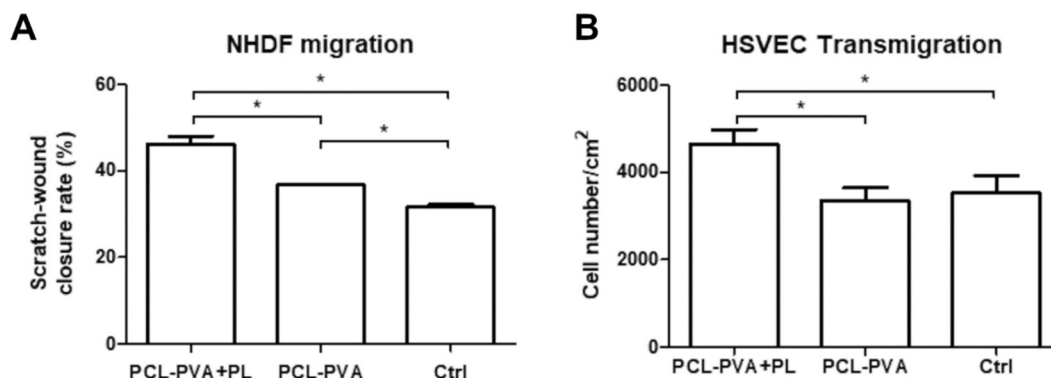 A
NHDF migration
Scratch-wound
closure rate (%)
60
40
20
0
*
*
*
PCL-PVA+PL PCL-PVA Ctrl
B
HSVEC Transmigration
Cell number/cm²
6000
4000
2000
0
*
*
PCL-PVA+PL PCL-PVA Ctrl